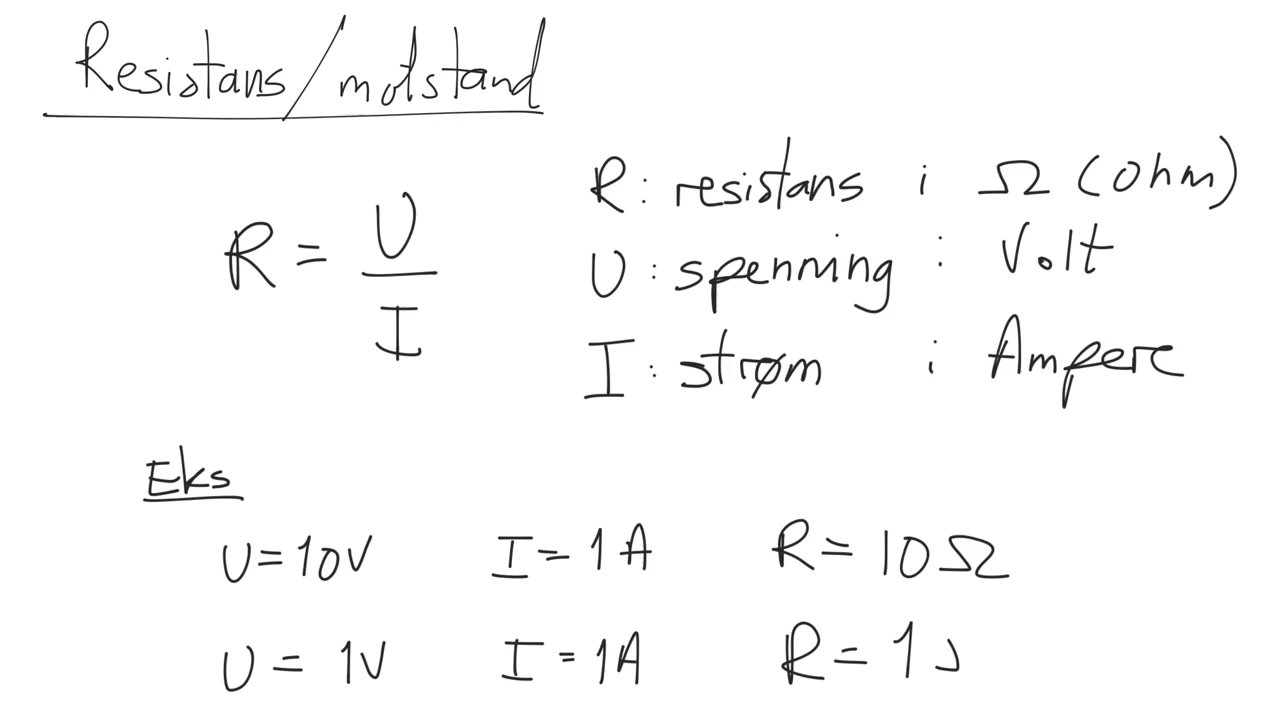 Resistans/motstand
R = U/I
R: resistans i Ω (ohm)
U: spenning i Volt
I: strøm i Ampere
Eks
U=10V I=1A R=10Ω
U=1V I=1A R=1